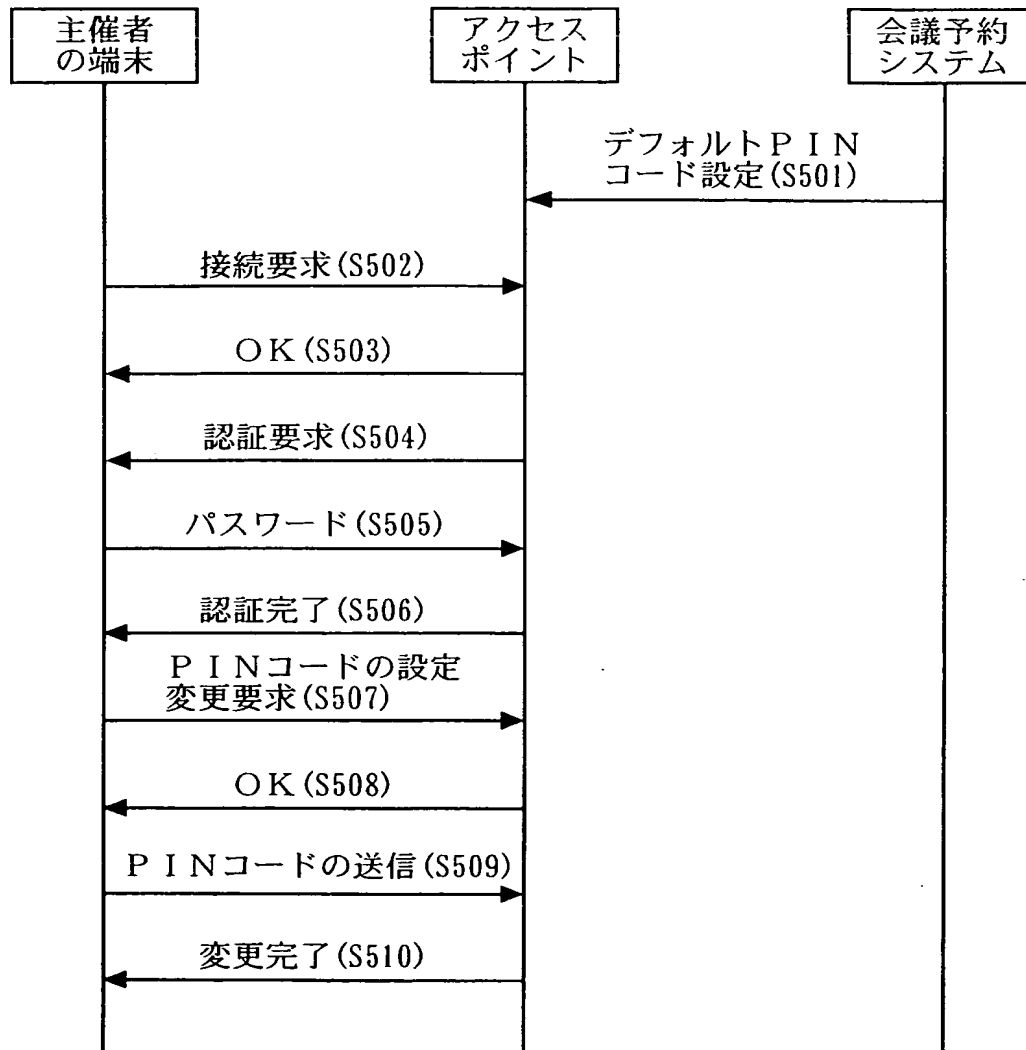 主催者
の端末
アクセス
ポイント
会議予約
システム
デフォルトPIN
コード設定(S501)
接続要求(S502)
OK(S503)
認証要求(S504)
パスワード(S505)
認証完了(S506)
PINコードの設定
変更要求(S507)
OK(S508)
PINコードの送信(S509)
変更完了(S510)